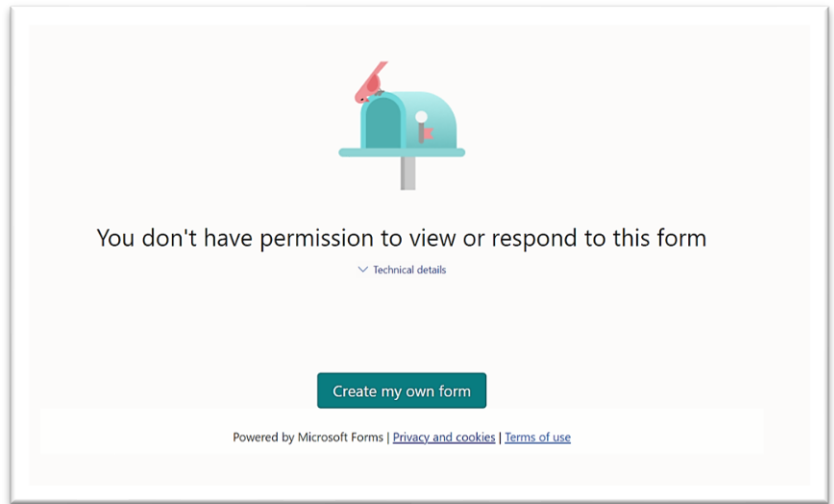 You don't have permission to view or respond to this form
Technical details
Create my own form
Powered by Microsoft Forms | Privacy and cookies | Terms of use